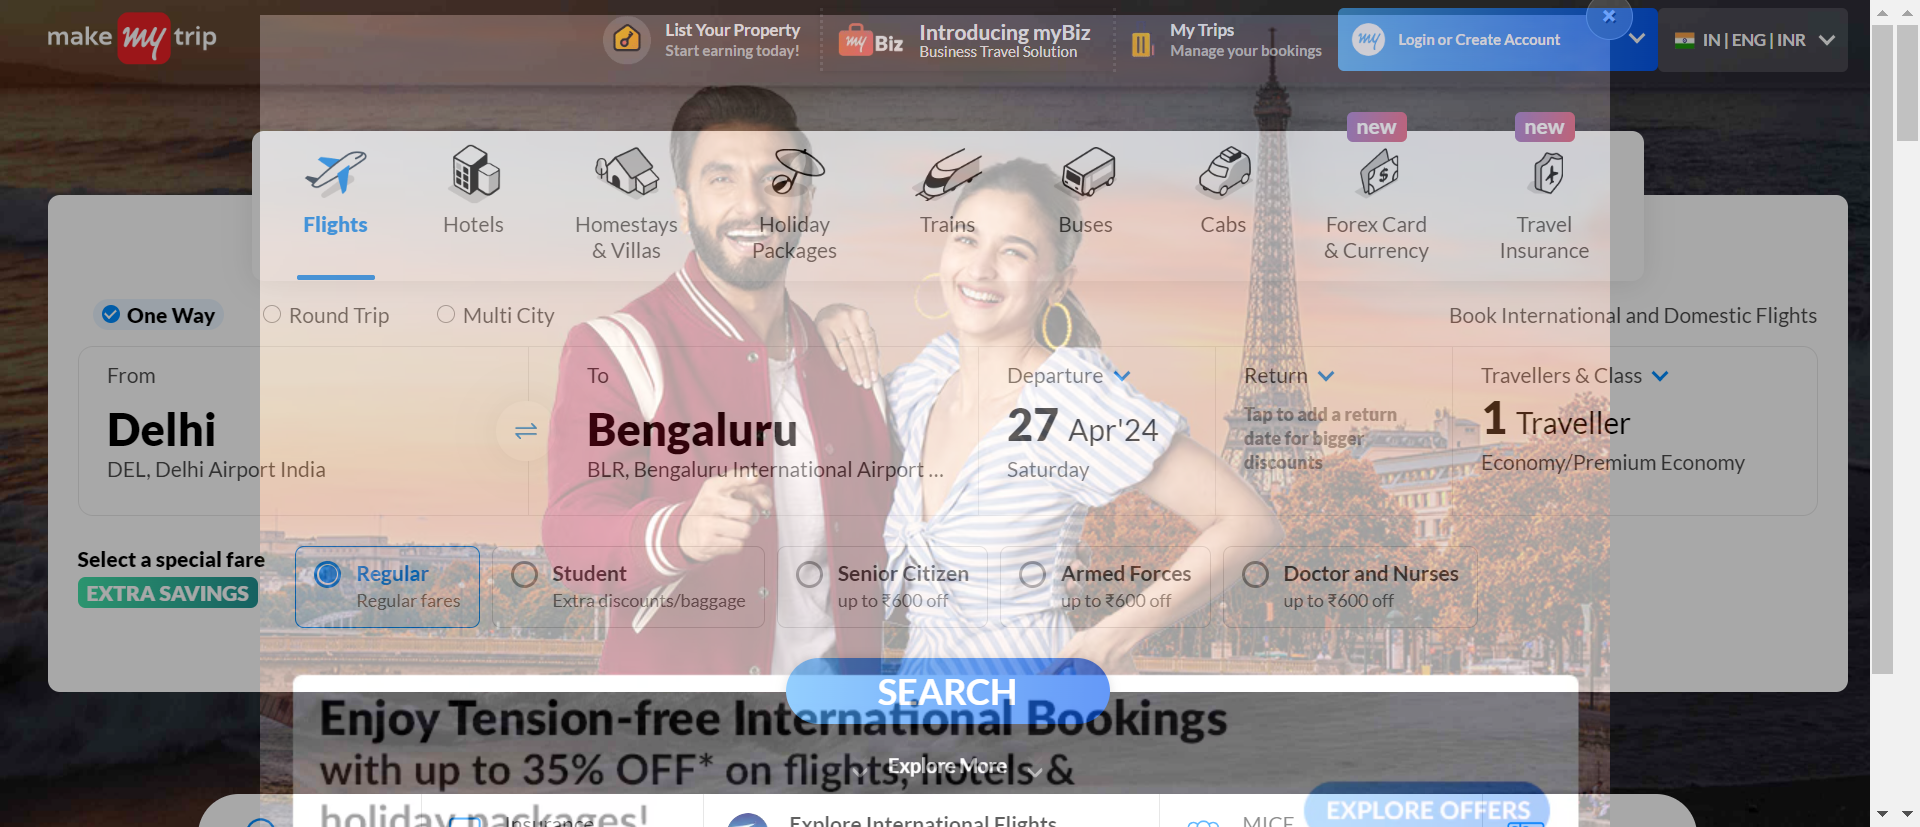 make my trip
List Your Property
Start earning today!
my Biz
Introducing myBiz
Business Travel Solution
My Trips
Manage your bookings
my
Login or Create Account
IN | ENG | INR
new
new
Flights
Hotels
Homestays
& Villas
Holiday
Packages
Trains
Buses
Cabs
Forex Card
& Currency
Travel
Insurance
One Way
Round Trip
Multi City
Book International and Domestic Flights
From
Delhi
DEL, Delhi Airport India
To
Bengaluru
BLR, Bengaluru International Airport ...
Departure
27 Apr'24
Saturday
Return
Tap to add a return
date for bigger
discounts
Travellers & Class
1 Traveller
Economy/Premium Economy
Select a special fare
EXTRA SAVINGS
Regular
Regular fares
Student
Extra discounts/baggage
Senior Citizen
up to ₹600 off
Armed Forces
up to ₹600 off
Doctor and Nurses
up to ₹600 off
SEARCH
Enjoy Tension-free International Bookings
with up to 35% OFF* on flights, hotels &
holiday packages!
Explore More
EXPLORE OFFERS
Insurance
Explore International Flights
MICE